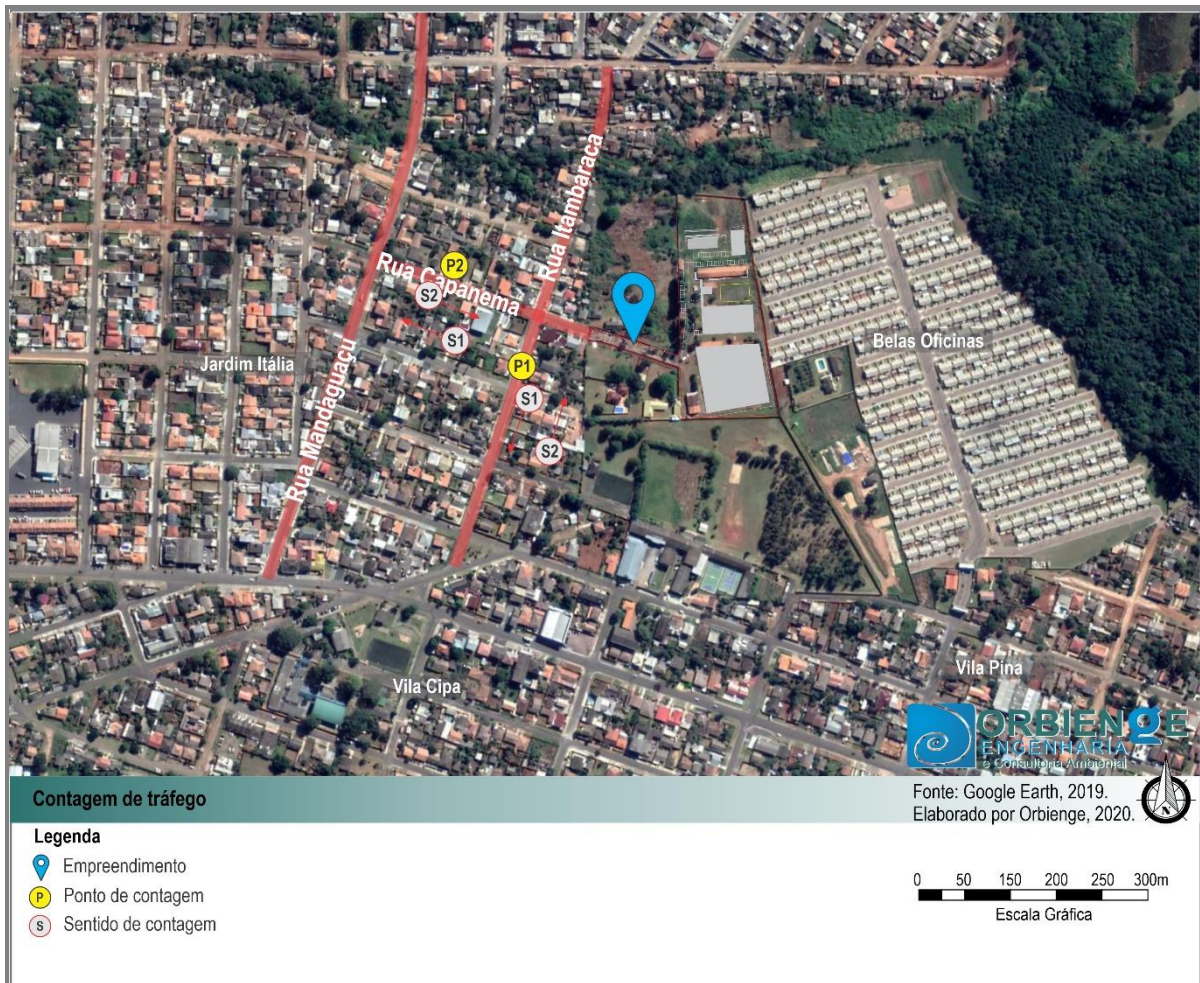 Rua Itambaraca
P2
Rua Capanema
S2
S1
Belas Oficinas
Jardim Itália
P1
S1
Rua Mandaguaçu
S2
Vila Pina
Vila Cipa
ORBIENGE
ENGENHARIA
e Consultoria Ambiental
Contagem de tráfego
Fonte: Google Earth, 2019.
Elaborado por Orbienge, 2020.
N
Legenda
Empreendimento
P Ponto de contagem
S Sentido de contagem
0 50 150 200 250 300m
Escala Gráfica